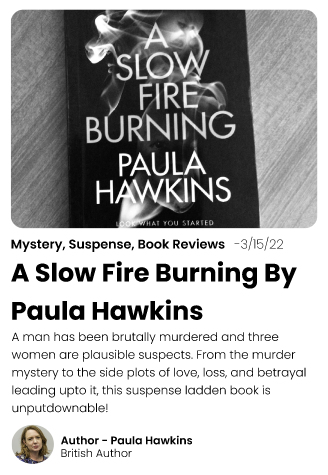 A
SLOW
FIRE
BURNING
PAULA
HAWKINS
LOOK WHAT YOU STARTED
Mystery, Suspense, Book Reviews -3/15/22
A Slow Fire Burning By
Paula Hawkins
A man has been brutally murdered and three
women are plausible suspects. From the murder
mystery to the side plots of love, loss, and betrayal
leading upto it, this suspense ladden book is
unputdownable!
Author - Paula Hawkins
British Author